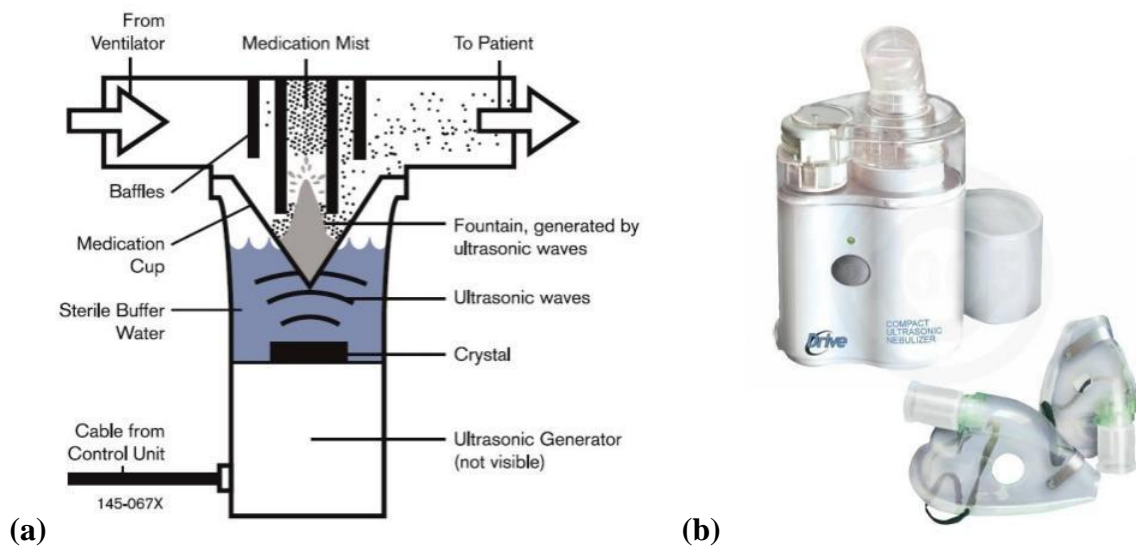 From
Ventilator
Medication Mist
To Patient
Baffles
Medication
Cup
Fountain, generated by
ultrasonic waves
Sterile Buffer
Water
Ultrasonic waves
Crystal
Cable from
Control Unit
Ultrasonic Generator
(not visible)
145-067X
(a)
Drive
COMPACT
ULTRASONIC
NEBULIZER
(b)